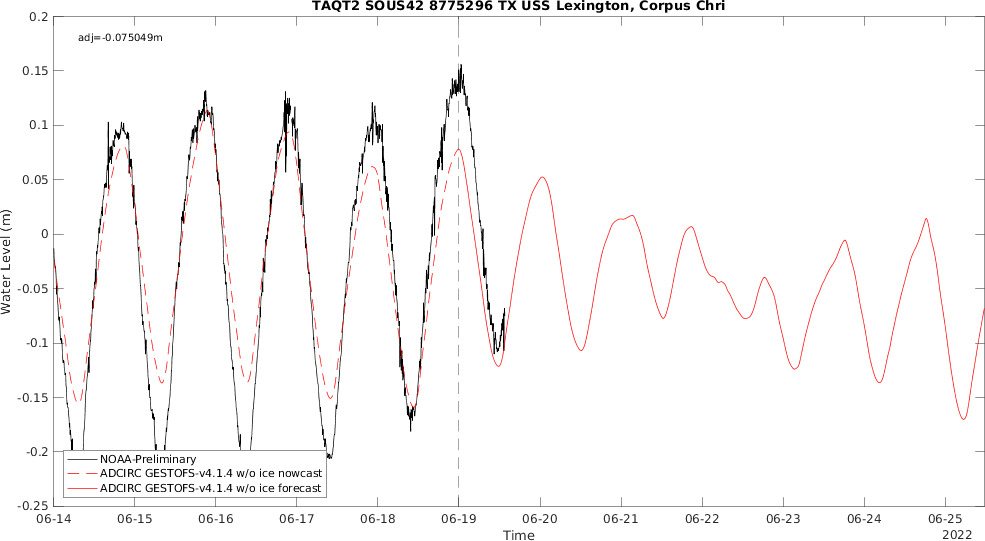 TAQT2 SOUS42 8775296 TX USS Lexington, Corpus Chri
adj=-0.075049m
0.2
0.15
0.1
0.05
0
-0.05
-0.1
-0.15
-0.2
-0.25
Water Level (m)
NOAA-Preliminary
ADCIRC GESTOFS-v4.1.4 w/o ice nowcast
ADCIRC GESTOFS-v4.1.4 w/o ice forecast
06-14 06-15 06-16 06-17 06-18 06-19 06-20 06-21 06-22 06-23 06-24 06-25
Time
2022